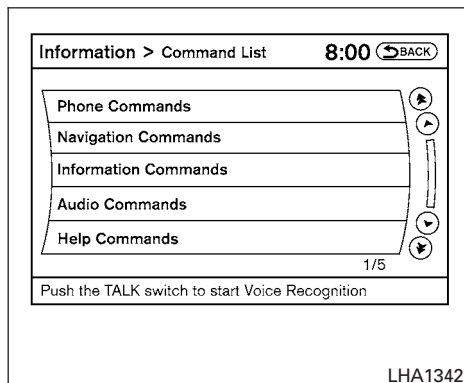 Information > Command List 8:00 BACK
Phone Commands
Navigation Commands
Information Commands
Audio Commands
Help Commands
1/5
Push the TALK switch to start Voice Recognition
LHA1342